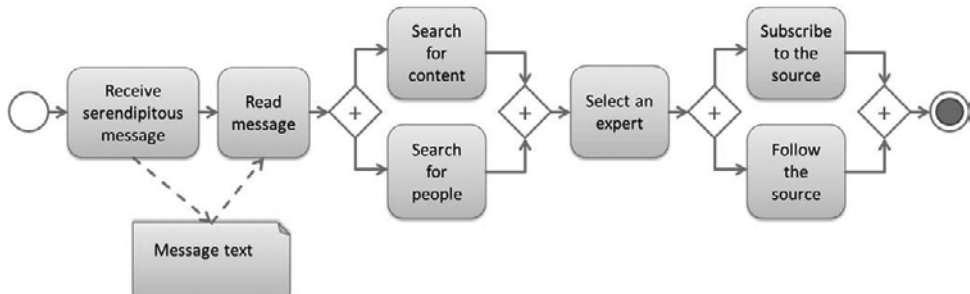 Receive
serendipitous
message
Read
message
Search
for
content
Search
for
people
Select an
expert
Subscribe
to the
source
Follow
the
source
Message text
+
+
+
+